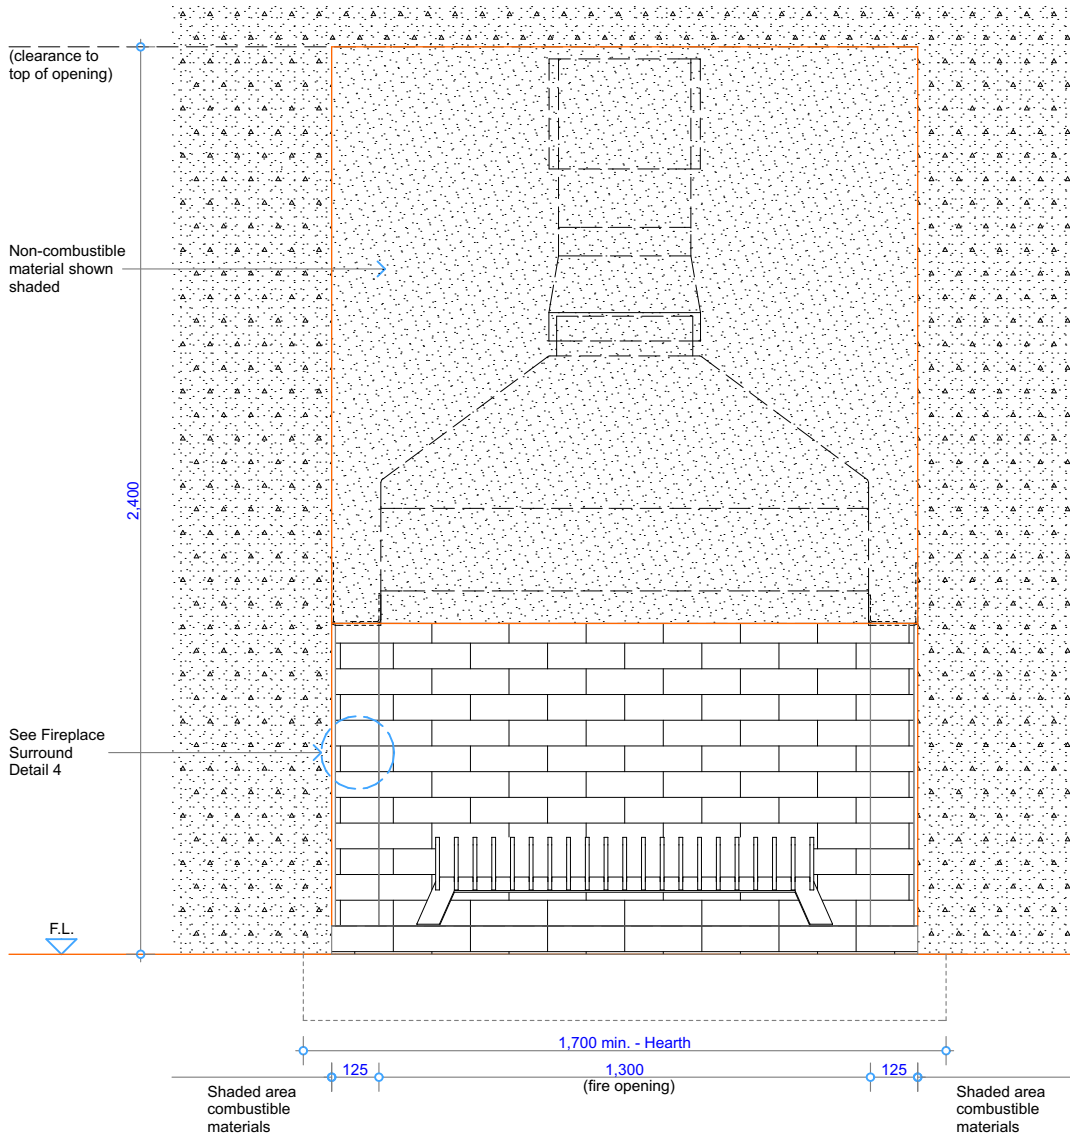 (clearance to
top of opening)
Non-combustible
material shown
shaded
2,400
See Fireplace
Surround
Detail 4
F.L.
1,700 min. - Hearth
125
1,300
125
(fire opening)
Shaded area
combustible
materials
Shaded area
combustible
materials